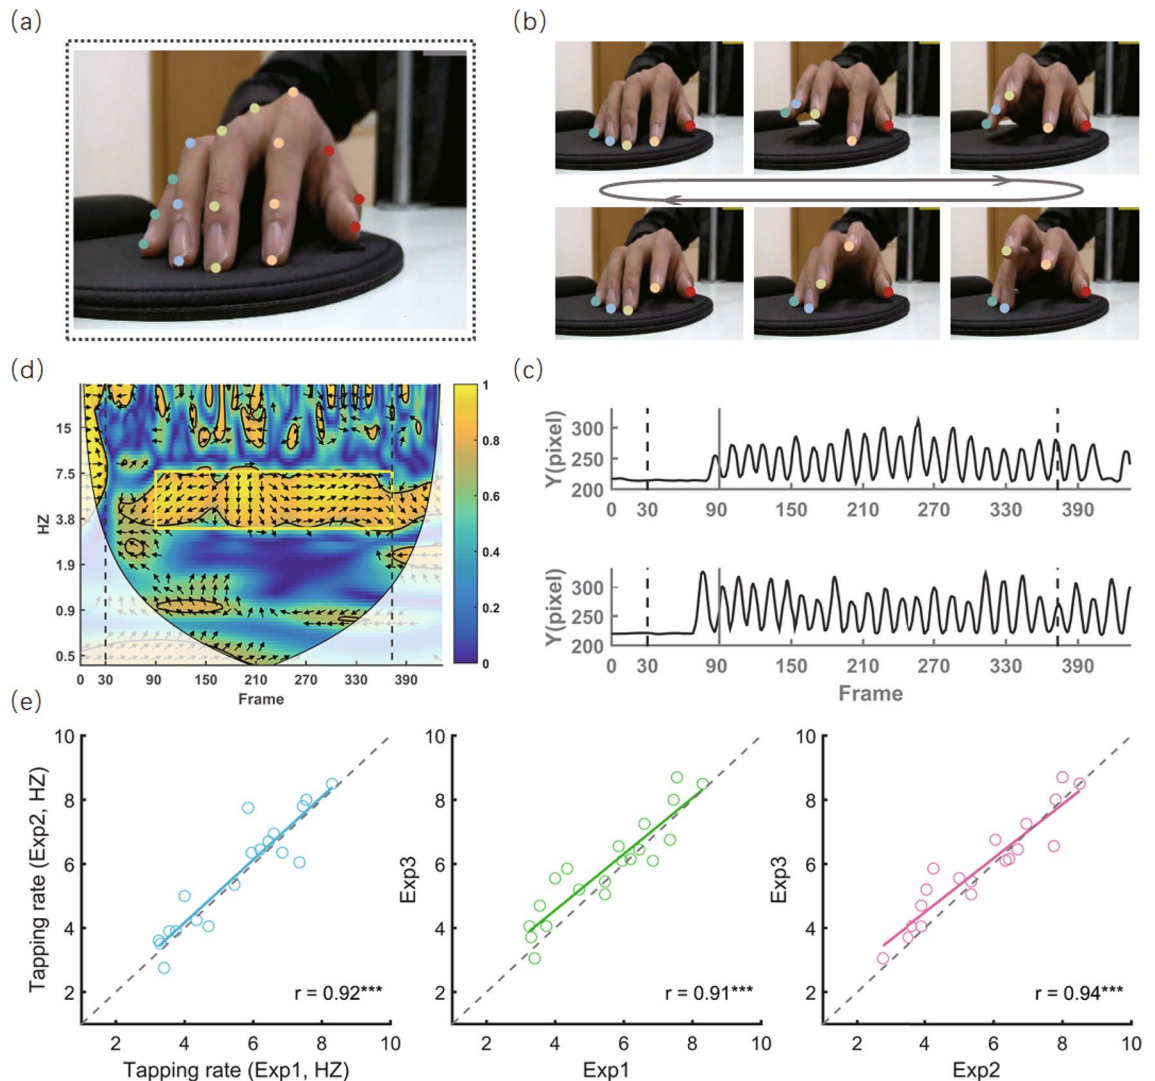 (a)
(b)
(d)
(c)
HZ
15
7.5
3.8
1.9
0.9
0.5
0 30 90 150 210 270 330 390
Frame
1
0.8
0.6
0.4
0.2
0
Y(pixel)
300
250
200
0 30 90 150 210 270 330 390
Y(pixel)
300
250
200
0 30 90 150 210 270 330 390
Frame
(e)
Tapping rate (Exp2, HZ)
10
8
6
4
2
r = 0.92***
2 4 6 8 10
Tapping rate (Exp1, HZ)
Exp3
10
8
6
4
2
r = 0.91***
2 4 6 8 10
Exp1
Exp3
10
8
6
4
2
r = 0.94***
2 4 6 8 10
Exp2